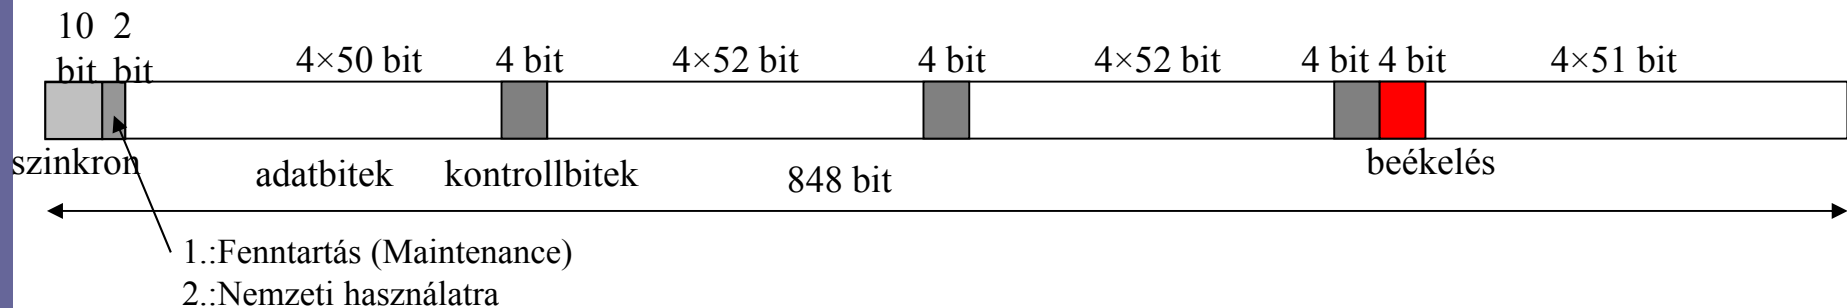 10 bit
2 bit
4×50 bit
4 bit
4×52 bit
4 bit
4×52 bit
4 bit
4 bit
4×51 bit
szinkron
adatbitek
kontrollbitek
848 bit
beékelés
1.:Fenntartás (Maintenance)
2.:Nemzeti használatra